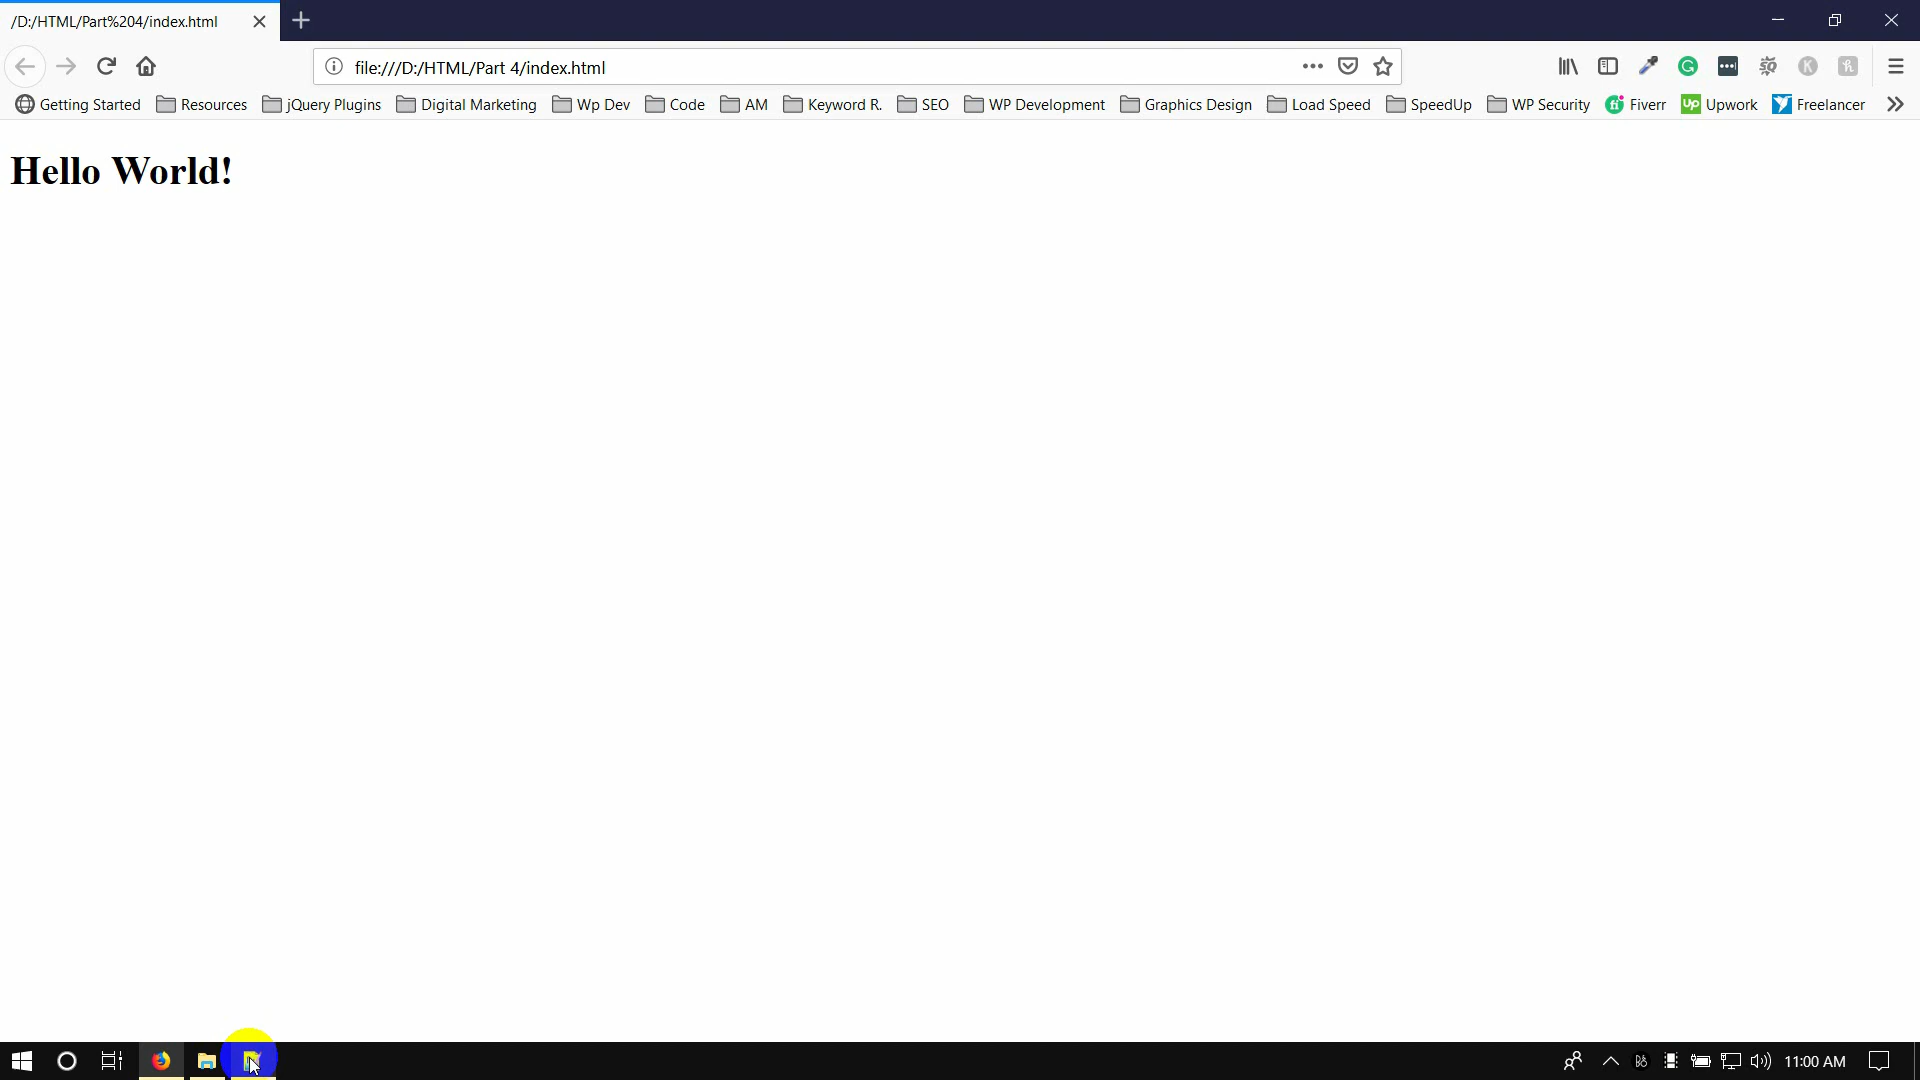 /D:/HTML/Part%204/index.html
file:///D:/HTML/Part 4/index.html
Getting Started Resources jQuery Plugins Digital Marketing Wp Dev Code AM Keyword R. SEO WP Development Graphics Design Load Speed SpeedUp WP Security Fiverr Upwork Freelancer
Hello World!
11:00 AM